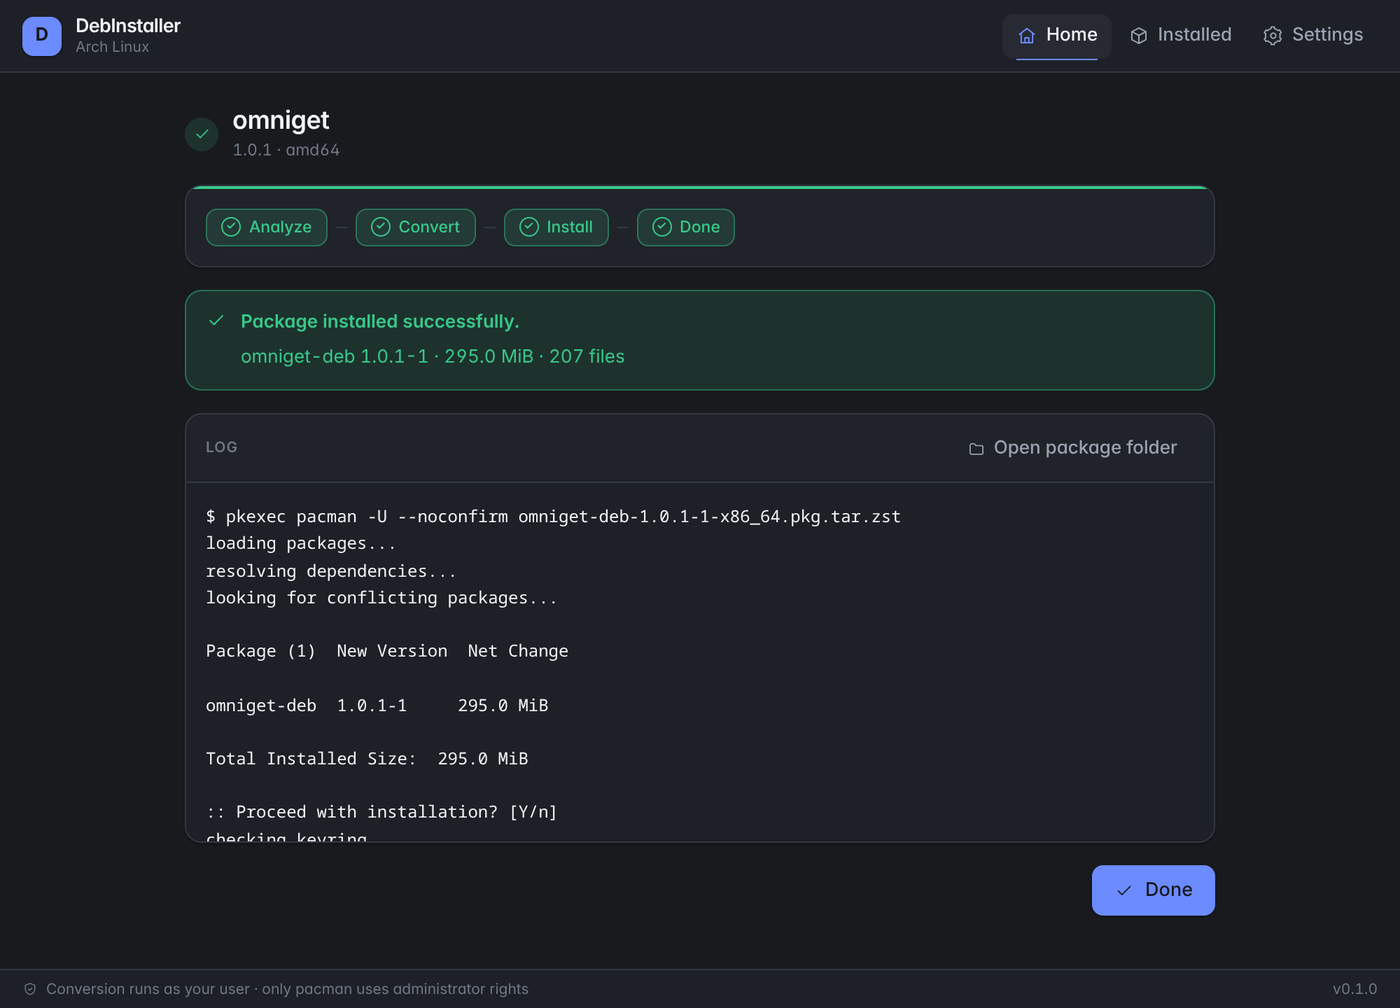 D
DebInstaller
Arch Linux
Home
Installed
Settings
omniget
1.0.1 · amd64
Analyze
Convert
Install
Done
Package installed successfully.
omniget-deb 1.0.1-1 · 295.0 MiB · 207 files
LOG
Open package folder
$ pkexec pacman -U --noconfirm omniget-deb-1.0.1-1-x86_64.pkg.tar.zst
loading packages...
resolving dependencies...
looking for conflicting packages...
Package (1)  New Version  Net Change
omniget-deb  1.0.1-1     295.0 MiB
Total Installed Size:  295.0 MiB
:: Proceed with installation? [Y/n]
checking keyring
Done
Conversion runs as your user · only pacman uses administrator rights
v0.1.0